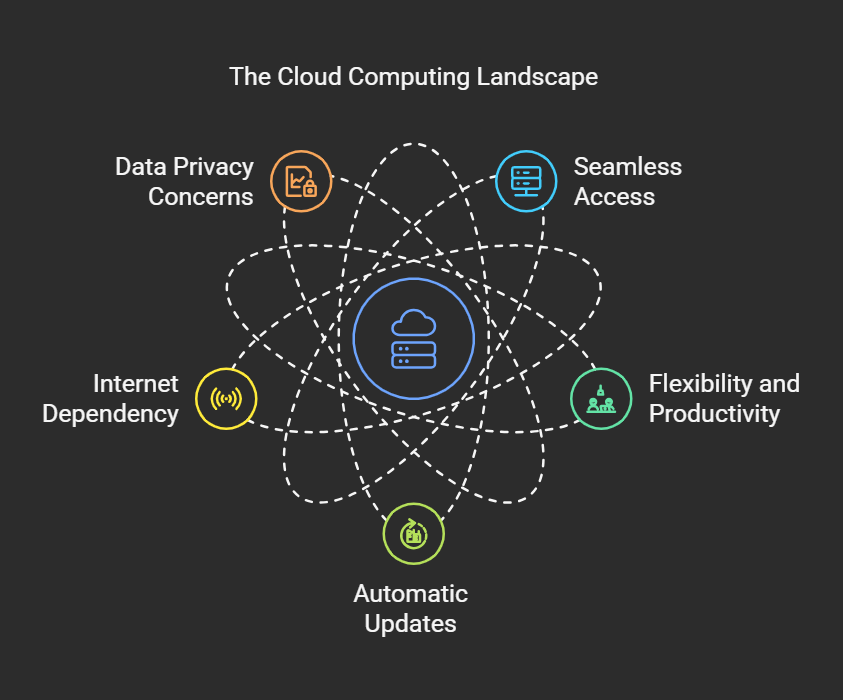 The Cloud Computing Landscape
Data Privacy
Concerns
Seamless
Access
Internet
Dependency
Flexibility and
Productivity
Automatic
Updates